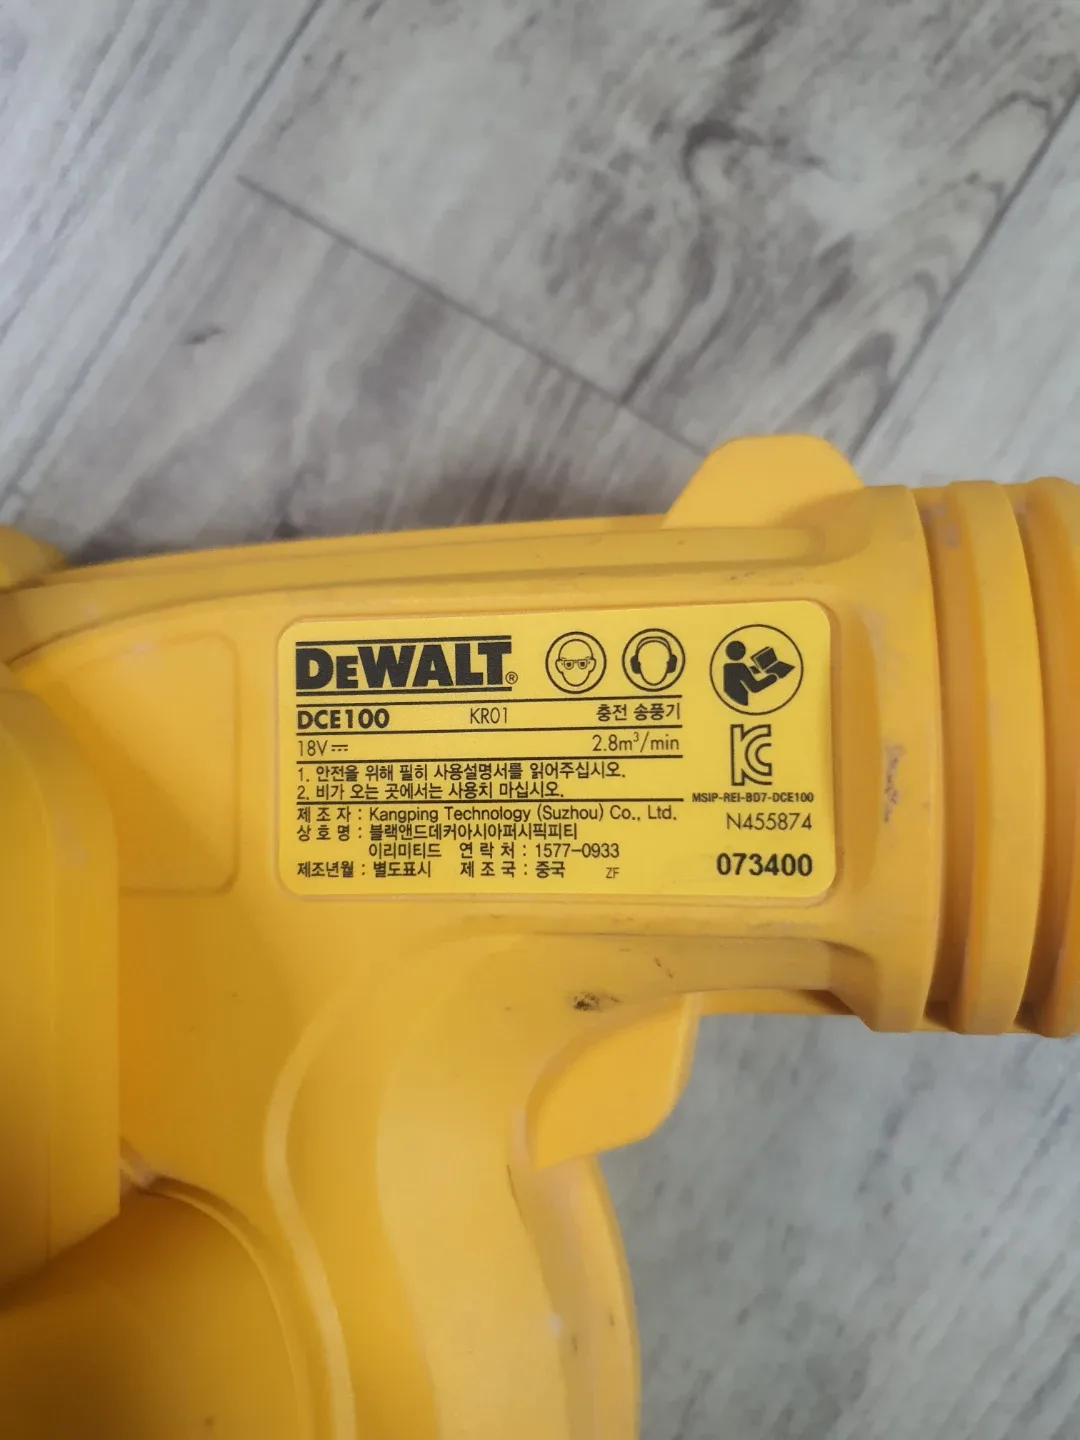 DEWALT®
DCE100 KR01 충전 송풍기
18V⎓ 2.8m³/min
1. 안전을 위해 필히 사용설명서를 읽어주십시오.
2. 비가 오는 곳에서는 사용치 마십시오.
제 조 자 : Kangping Technology (Suzhou) Co., Ltd.
상 호 명 : 블랙앤드데커아시아퍼시픽피티
이리미티드 연 락 처 : 1577-0933
제조년월 : 별도표시 제 조 국 : 중국 ZF
KC
MSIP-REI-BD7-DCE100
N455874
073400